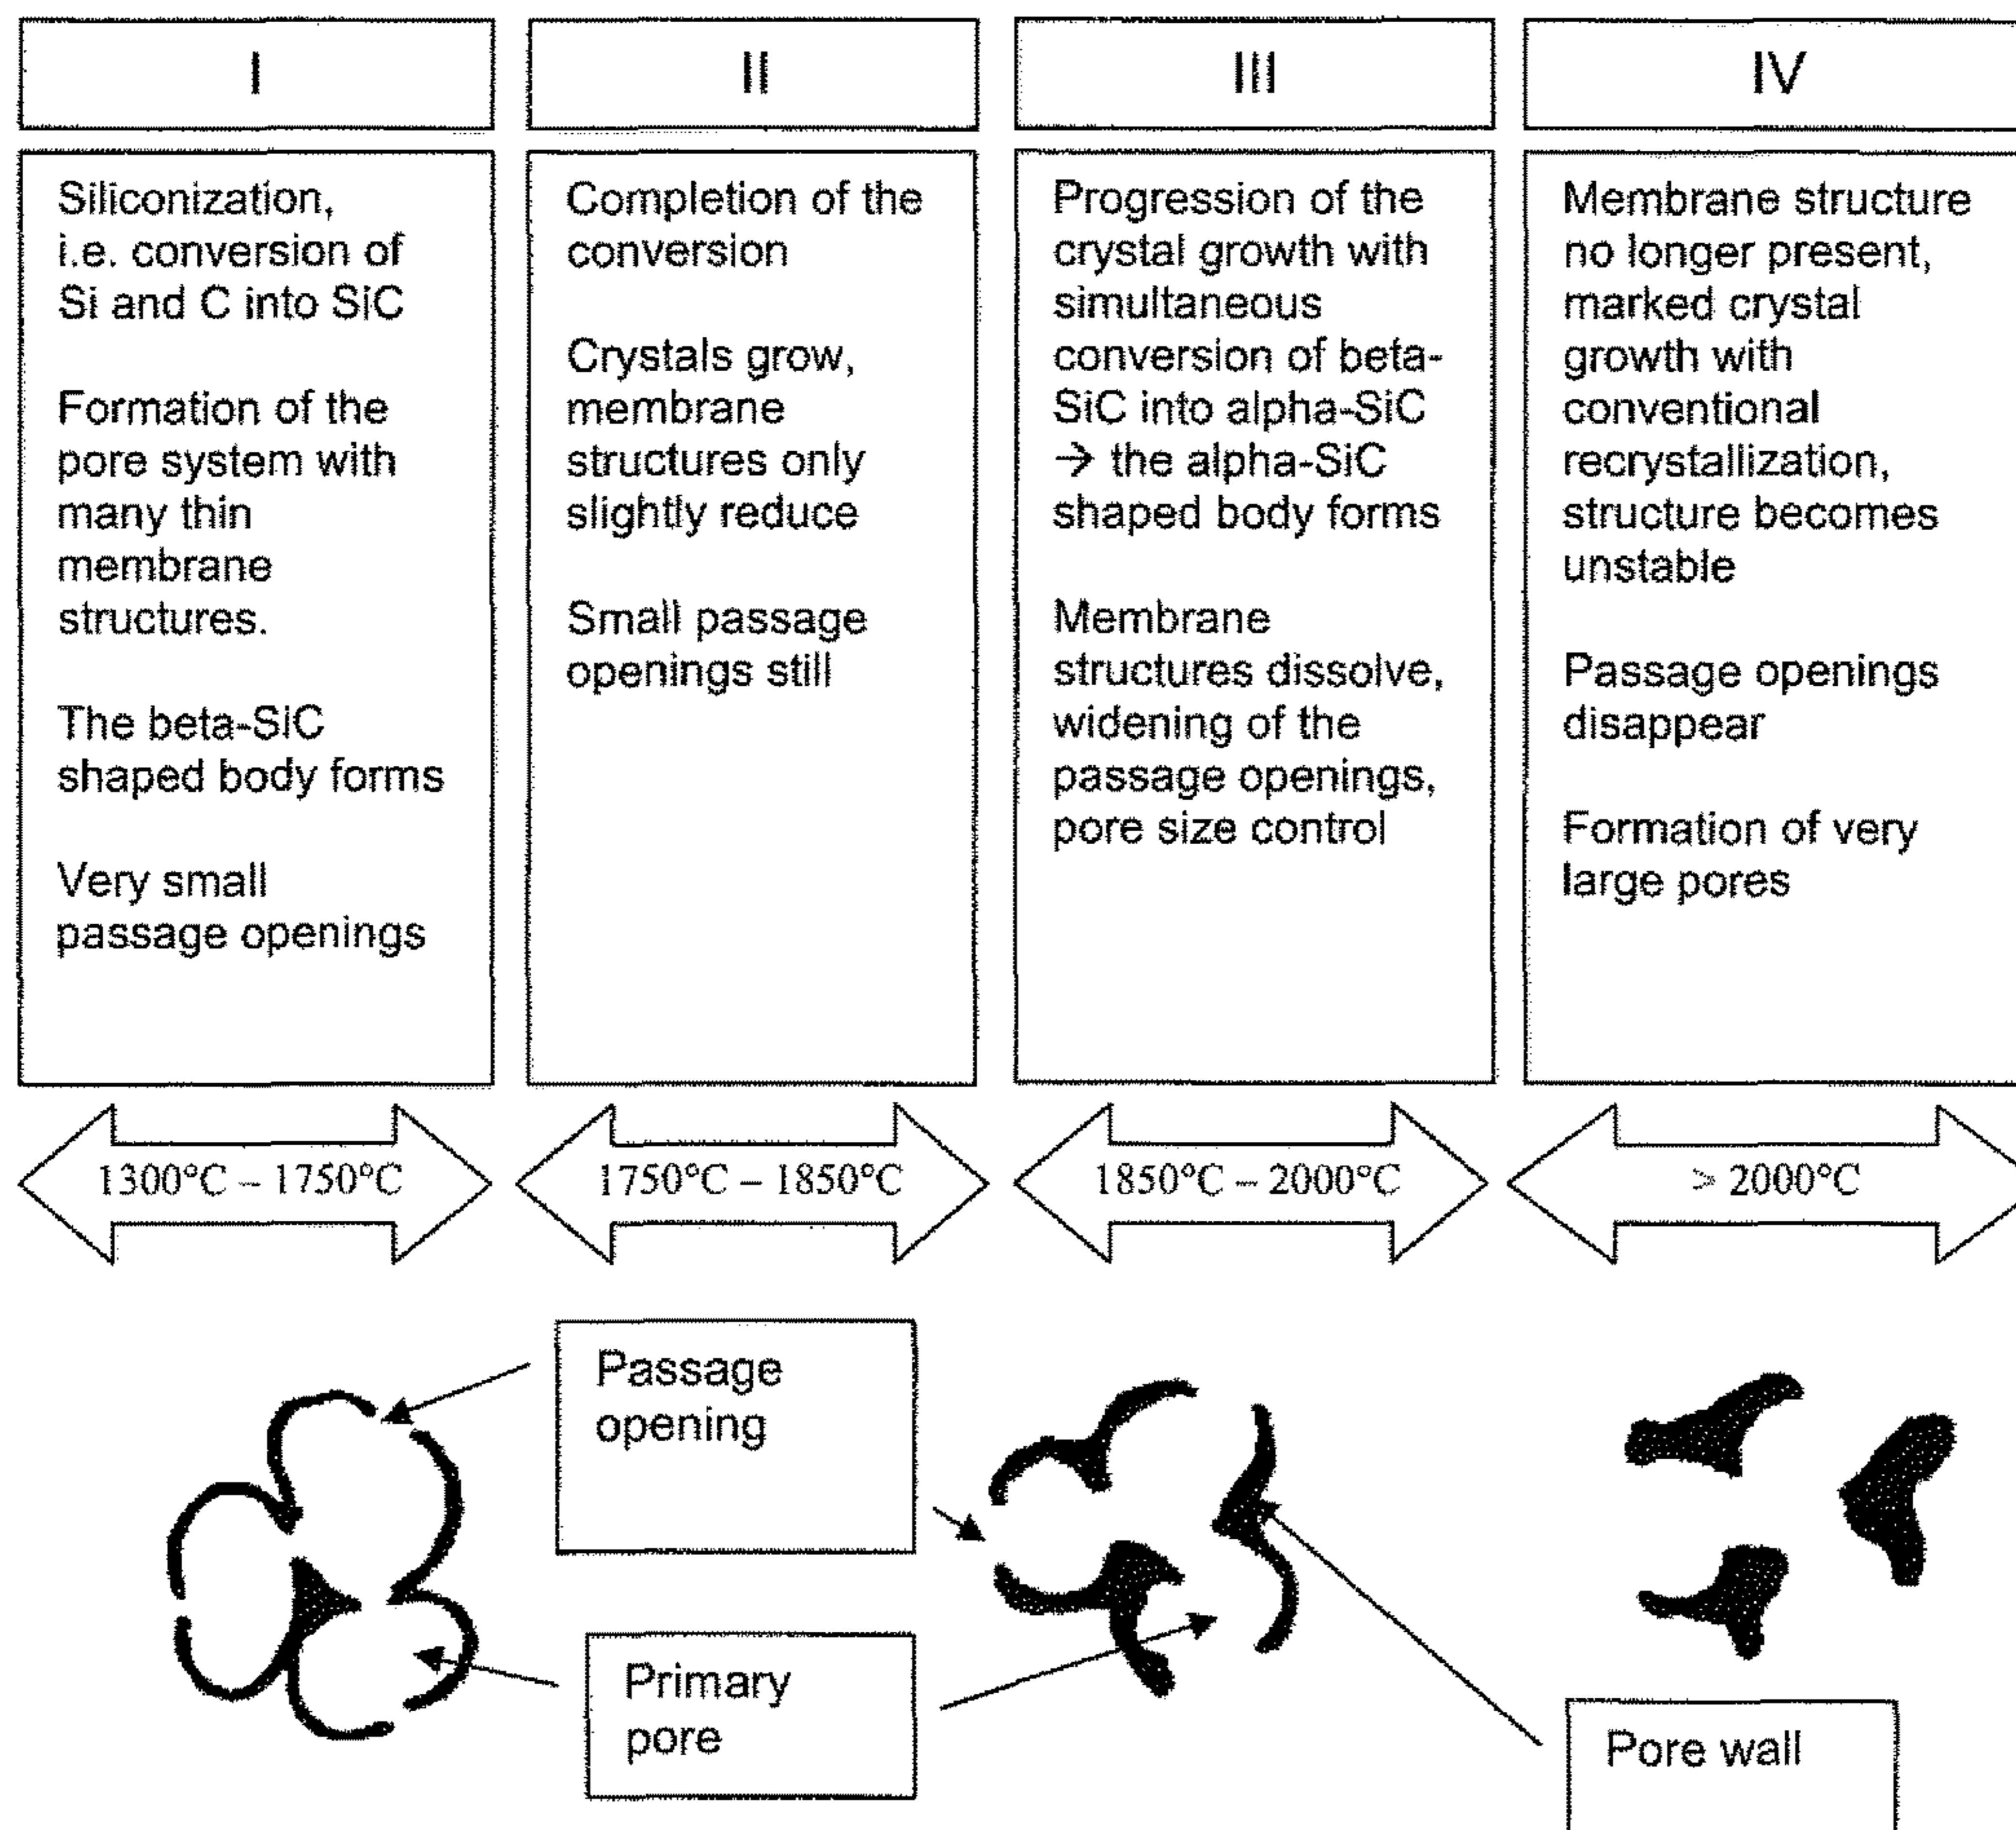 I
II
III
IV
Siliconization,
i.e. conversion of
Si and C into SiC
Formation of the
pore system with
many thin
membrane
structures.
The beta-SiC
shaped body forms
Very small
passage openings
Completion of the
conversion
Crystals grow,
membrane
structures only
slightly reduce
Small passage
openings still
Progression of the
crystal growth with
simultaneous
conversion of beta-
SiC into alpha-SiC
→ the alpha-SiC
shaped body forms
Membrane
structures dissolve,
widening of the
passage openings,
pore size control
Membrane structure
no longer present,
marked crystal
growth with
conventional
recrystallization,
structure becomes
unstable
Passage openings
disappear
Formation of very
large pores
1300°C – 1750°C
1750°C – 1850°C
1850°C – 2000°C
> 2000°C
Passage
opening
Primary
pore
Pore wall